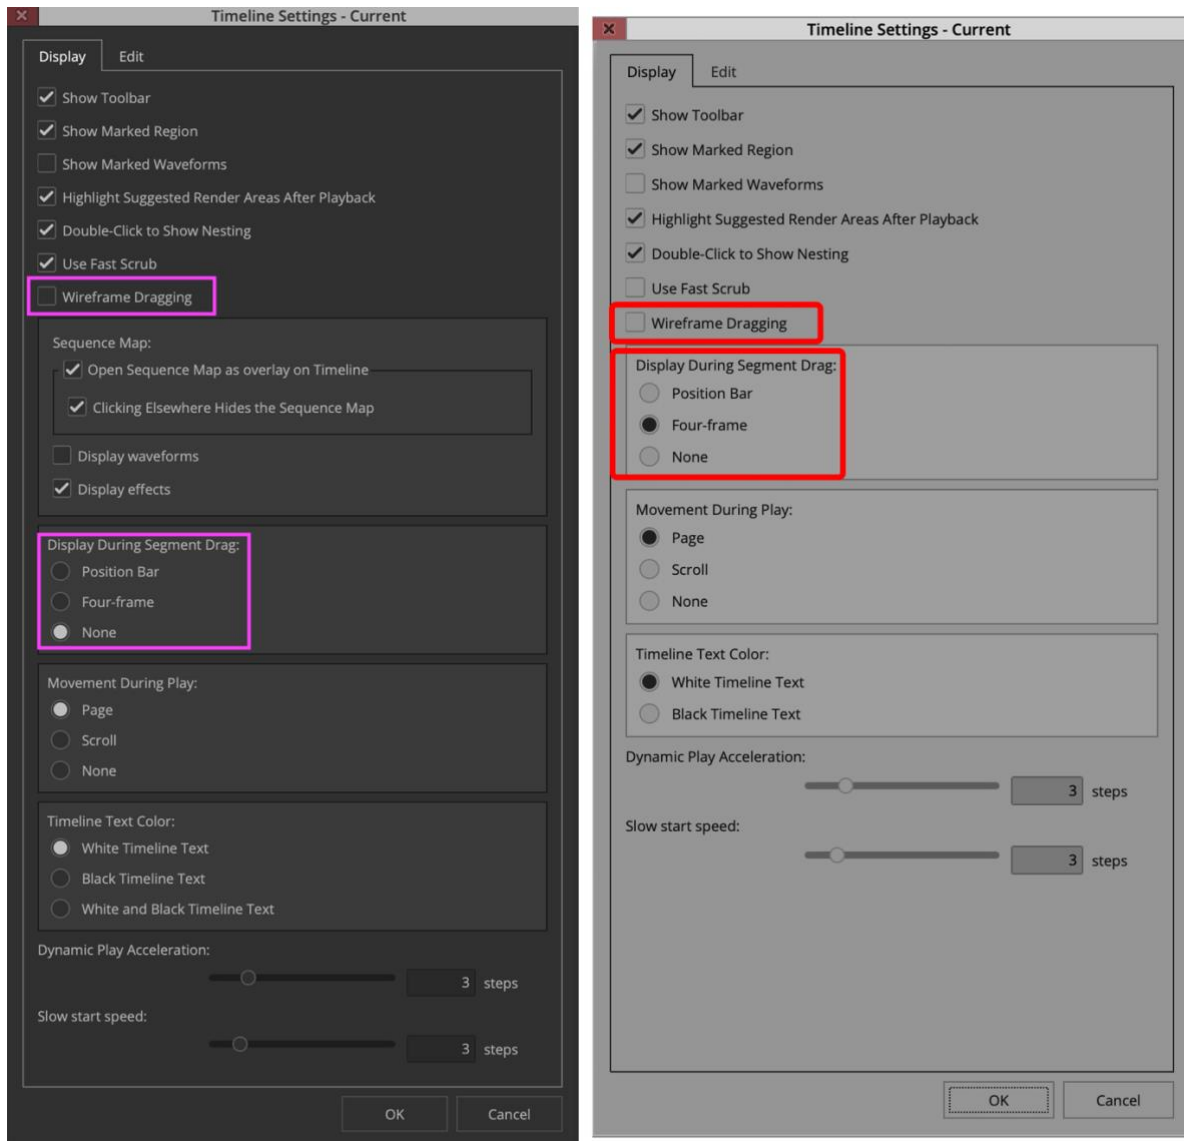 Timeline Settings - Current
Display
Edit
Show Toolbar
Show Marked Region
Show Marked Waveforms
Highlight Suggested Render Areas After Playback
Double-Click to Show Nesting
Use Fast Scrub
Wireframe Dragging
Sequence Map:
Open Sequence Map as overlay on Timeline
Clicking Elsewhere Hides the Sequence Map
Display waveforms
Display effects
Display During Segment Drag:
Position Bar
Four-frame
None
Movement During Play:
Page
Scroll
None
Timeline Text Color:
White Timeline Text
Black Timeline Text
White and Black Timeline Text
Dynamic Play Acceleration:
3 steps
Slow start speed:
3 steps
OK
Cancel
Timeline Settings - Current
Display
Edit
Show Toolbar
Show Marked Region
Show Marked Waveforms
Highlight Suggested Render Areas After Playback
Double-Click to Show Nesting
Use Fast Scrub
Wireframe Dragging
Display During Segment Drag:
Position Bar
Four-frame
None
Movement During Play:
Page
Scroll
None
Timeline Text Color:
White Timeline Text
Black Timeline Text
Dynamic Play Acceleration:
3 steps
Slow start speed:
3 steps
OK
Cancel